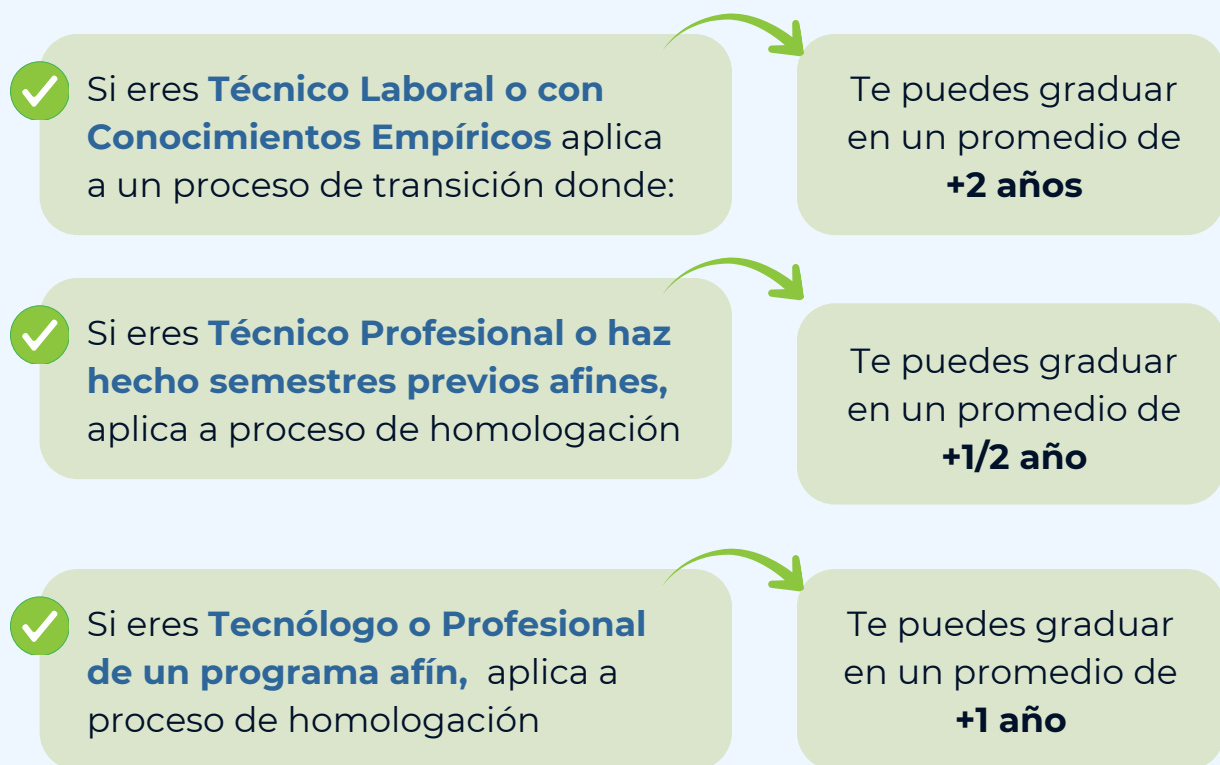 Si eres Técnico Laboral o con
Conocimientos Empíricos aplica
a un proceso de transición donde:
Te puedes graduar
en un promedio de
+2 años
Si eres Técnico Profesional o haz
hecho semestres previos afines,
aplica a proceso de homologación
Te puedes graduar
en un promedio de
+1/2 año
Si eres Tecnólogo o Profesional
de un programa afín, aplica a
proceso de homologación
Te puedes graduar
en un promedio de
+1 año